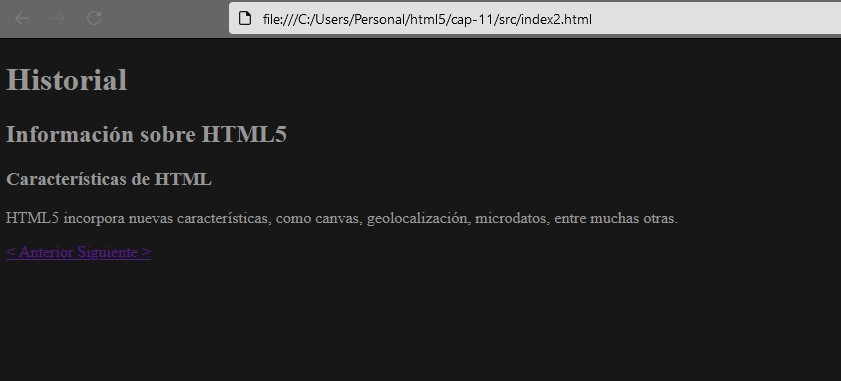 file:///C:/Users/Personal/html5/cap-11/src/index2.html
Historial
Información sobre HTML5
Características de HTML
HTML5 incorpora nuevas características, como canvas, geolocalización, microdatos, entre muchas otras.
< Anterior Siguiente >